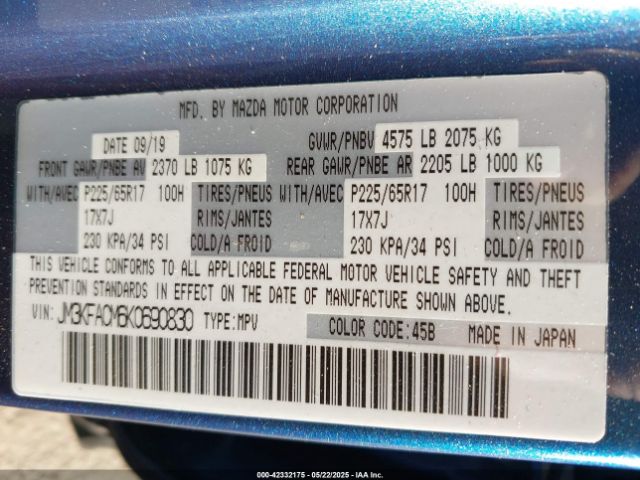 MFD. BY MAZDA MOTOR CORPORATION
DATE 09/19 GVWR/PNBV 4575 LB 2075 KG
FRONT GAWR/PNBE AV 2370 LB 1075 KG REAR GAWR/PNBE AR 2205 LB 1000 KG
WITH/AVEC P225/65R17 100H TIRES/PNEUS WITH/AVEC P225/65R17 100H TIRES/PNEUS
17X7J RIMS/JANTES 17X7J RIMS/JANTES
230 KPA/34 PSI COLD/A FROID 230 KPA/34 PSI COLD/A FROID
THIS VEHICLE CONFORMS TO ALL APPLICABLE FEDERAL MOTOR VEHICLE SAFETY AND THEFT
PREVENTION STANDARDS IN EFFECT ON THE DATE OF MANUFACTURE SHOWN ABOVE.
VIN: JM3KFACM6K0690830 TYPE:MPV COLOR CODE:45B MADE IN JAPAN
000-42332175 - 05/22/2025 - IAAI.COM